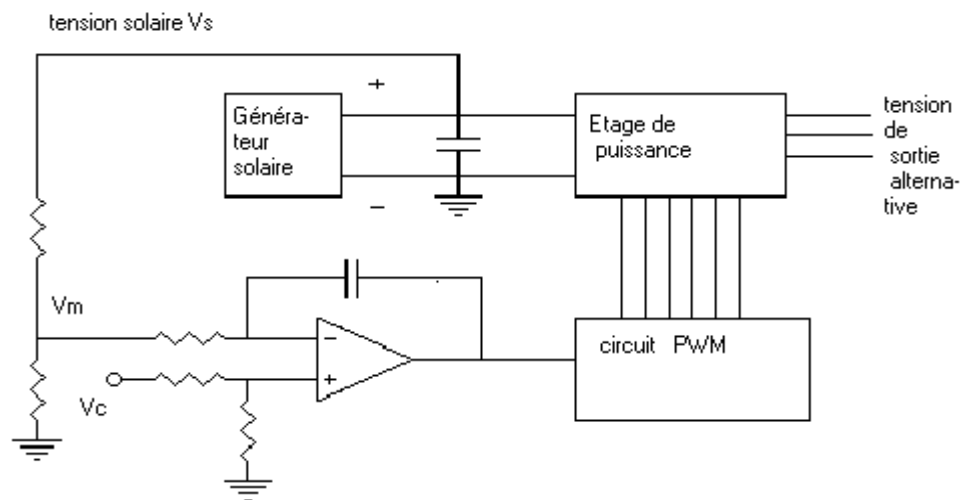 tension solaire Vs
+
Généra-
teur
solaire
Etage de
puissance
tension
de
sortie
alterna-
tive
–
Vm
–
+
Vc
circuit PWM